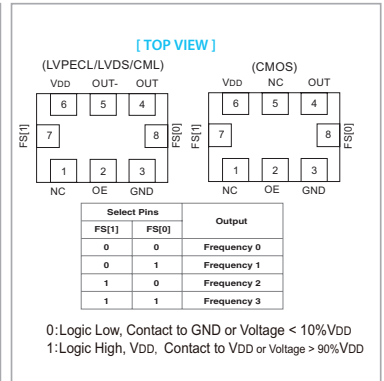 [ TOP VIEW ]
(LVPECL/LVDS/CML)
VDD OUT- OUT
6 5 4
FS[1] 7 8 FS[0]
1 2 3
NC OE GND
(CMOS)
VDD NC OUT
6 5 4
FS[1] 7 8 FS[0]
1 2 3
NC OE GND
Select Pins Output
FS[1] FS[0]
0 0 Frequency 0
0 1 Frequency 1
1 0 Frequency 2
1 1 Frequency 3
0:Logic Low, Contact to GND or Voltage < 10%VDD
1:Logic High, VDD, Contact to VDD or Voltage > 90%VDD